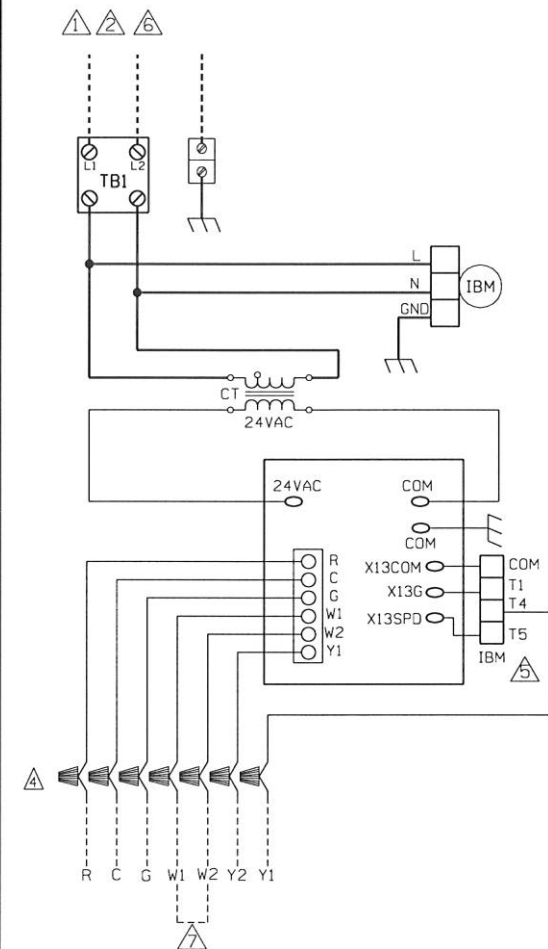 1 2 6
L1 L2
TB1
L
N
IBM
GND
CT
24VAC
24VAC COM
COM
R
C
G
W1
W2
Y1
X13COM
X13G
X13SPD
COM
T1
T4
T5
IBM
5
4
R C G W1 W2 Y2 Y1
7